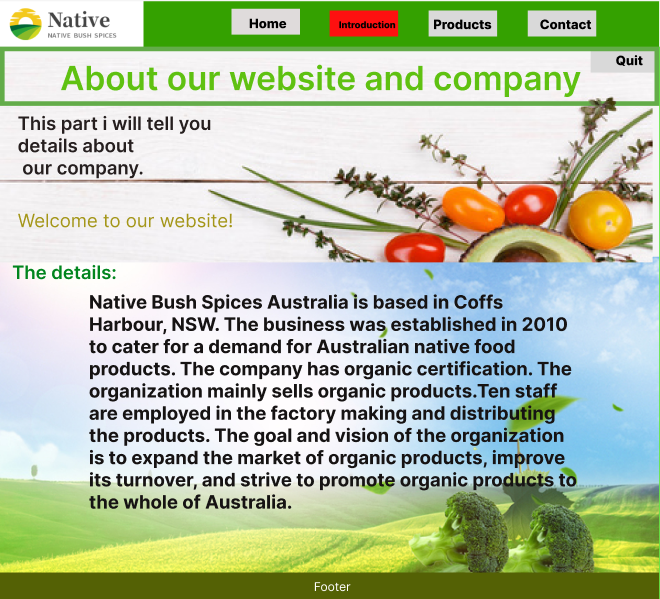 Native
NATIVE BUSH SPICES
Home
Introduction
Products
Contact
Quit
About our website and company
This part i will tell you
details about
our company.
Welcome to our website!
The details:
Native Bush Spices Australia is based in Coffs
Harbour, NSW. The business was established in 2010
to cater for a demand for Australian native food
products. The company has organic certification. The
organization mainly sells organic products.Ten staff
are employed in the factory making and distributing
the products. The goal and vision of the organization
is to expand the market of organic products, improve
its turnover, and strive to promote organic products to
the whole of Australia.
Footer